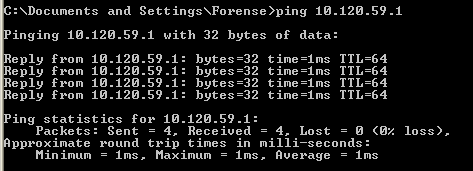 C:\Documents and Settings\Forense>ping 10.120.59.1
Pinging 10.120.59.1 with 32 bytes of data:
Reply from 10.120.59.1: bytes=32 time=1ms TTL=64
Reply from 10.120.59.1: bytes=32 time=1ms TTL=64
Reply from 10.120.59.1: bytes=32 time=1ms TTL=64
Reply from 10.120.59.1: bytes=32 time=1ms TTL=64
Ping statistics for 10.120.59.1:
Packets: Sent = 4, Received = 4, Lost = 0 (0% loss),
Approximate round trip times in milli-seconds:
Minimum = 1ms, Maximum = 1ms, Average = 1ms